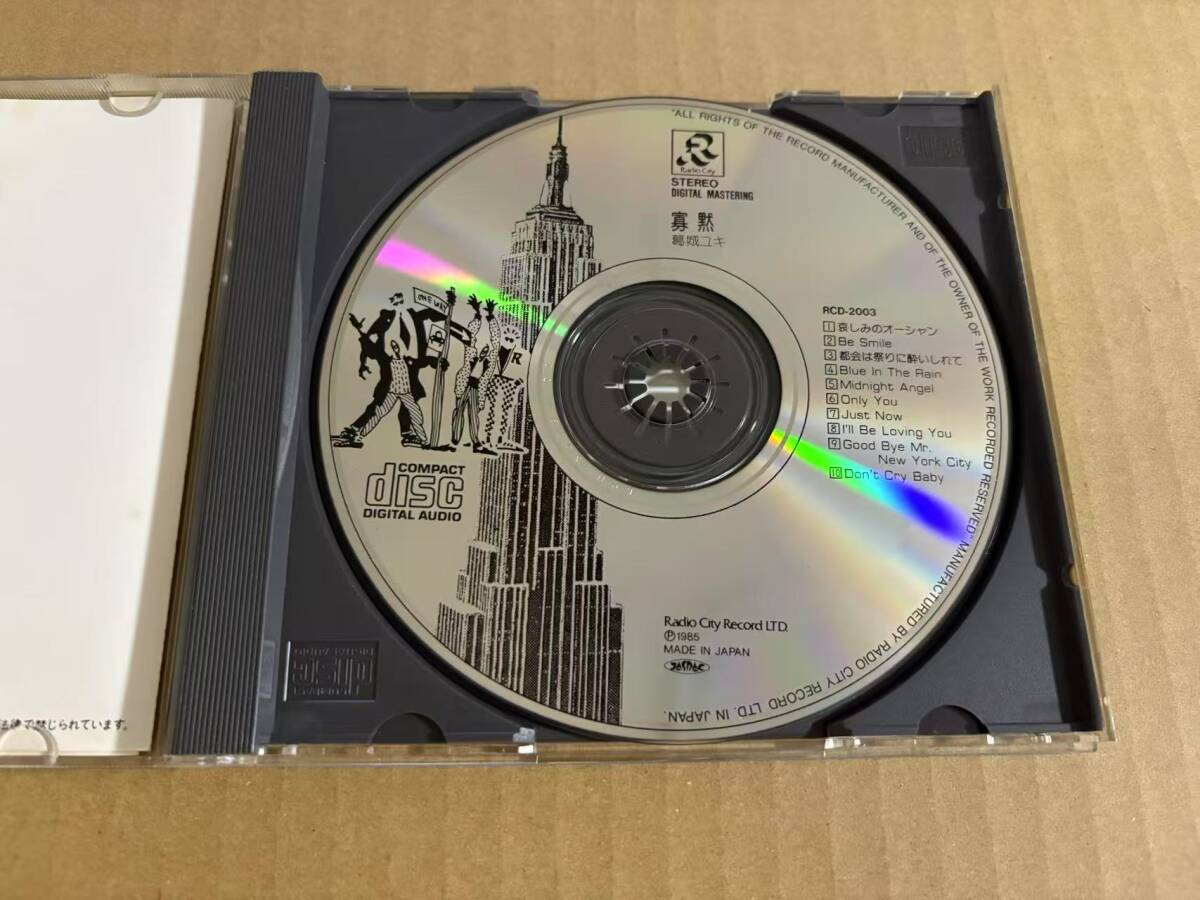 "ALL RIGHTS OF THE RECORD MANUFACTURER AND OF THE OWNER OF THE WORK RECORDED RESERVED" MANUFACTURED BY RADIO CITY RECORD LTD. IN JAPAN.
R
Radio City
STEREO
DIGITAL MASTERING
寡黙
葛城ユキ
RCD-2003
1 哀しみのオーシャン
2 Be Smile
3 都会は祭りに酔いしれて
4 Blue In The Rain
5 Midnight Angel
6 Only You
7 Just Now
8 I'll Be Loving You
9 Good Bye Mr.
New York City
10 Don't Cry Baby
ONE WAY
R
COMPACT
disc
DIGITAL AUDIO
Radio City Record LTD.
Ⓟ1985
MADE IN JAPAN
JASRAC
で禁じられています。